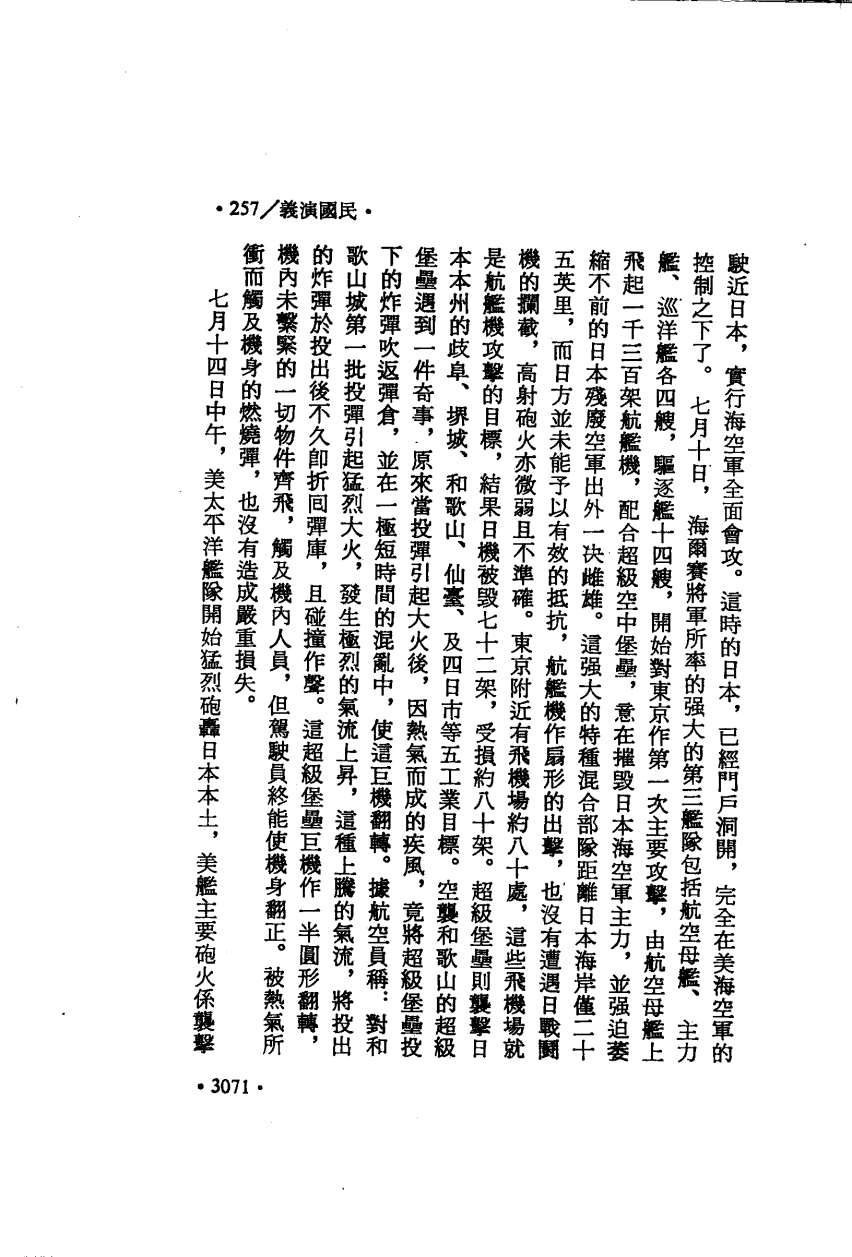 •257／義演國民•
駛近日本，實行海空軍全面會攻。這時的日本，已經門戶洞開，完全在美海空軍的
控制之下了。七月十日，海爾賽將軍所率的强大的第三艦隊包括航空母艦、主力
艦、巡洋艦各四艘，驅逐艦十四艘，開始對東京作第一次主要攻擊，由航空母艦上
飛起一千三百架航艦機，配合超級空中堡壘，意在摧毀日本海空軍主力，並强迫萎
縮不前的日本殘廢空軍出外一决雌雄。這强大的特種混合部隊距離日本海岸僅二十
五英里，而日方並未能予以有效的抵抗，航艦機作扇形的出擊，也沒有遭遇日戰鬪
機的攔截，高射砲火亦微弱且不準確。東京附近有飛機場約八十處，這些飛機場就
是航艦機攻擊的目標，結果日機被毀七十二架，受損約八十架。超級堡壘則襲擊日
本本州的歧阜、堺城、和歌山、仙臺、及四日市等五工業目標。空襲和歌山的超級
堡壘遇到一件奇事，原來當投彈引起大火後，因熱氣而成的疾風，竟將超級堡壘投
下的炸彈吹返彈倉，並在一極短時間的混亂中，使這巨機翻轉。據航空員稱：對和
歌山城第一批投彈引起猛烈大火，發生極烈的氣流上昇，這種上騰的氣流，將投出
的炸彈於投出後不久卽折囘彈庫，且碰撞作聲。這超級堡壘巨機作一半圓形翻轉，
機內未繫緊的一切物件齊飛，觸及機內人員，但駕駛員終能使機身翻正。被熱氣所
衝而觸及機身的燃燒彈，也沒有造成嚴重損失。
七月十四日中午，美太平洋艦隊開始猛烈砲轟日本本土，美艦主要砲火係襲擊
•3071•